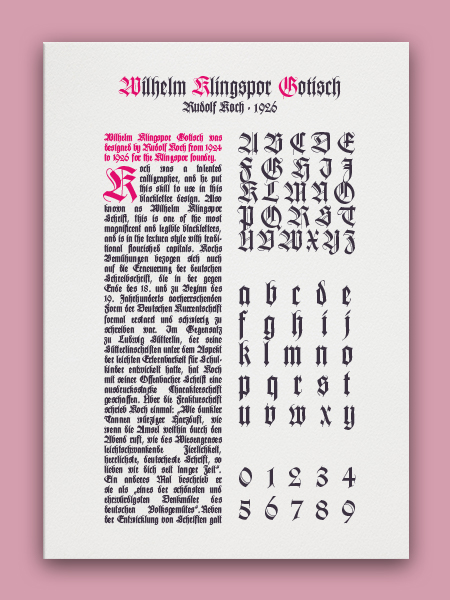 Wilhelm Klingspor Gotisch
Rudolf Koch · 1926
Wilhelm Klingspor Gotisch was
designed by Rudolf Koch from 1924
to 1926 for the Klingspor foundry.
Koch was a talented
calligrapher, and he put
this skill to use in this
blackletter design. Also
known as Wilhelm Klingspor
Schrift, this is one of the most
magnificent and legible blackletters,
and is in the textura style with tradi-
tional flourished capitals. Kochs
Bemühungen bezogen sich auch
auf die Erneuerung der deutschen
Schreibschrift, die in der gegen
Ende des 18. und zu Beginn des
19. Jahrhunderts vorherrschenden
Form der Deutschen Kurrentschrift
formal erstarrt und schwierig zu
schreiben war. Im Gegensatz
zu Ludwig Sütterlin, der seine
Sütterlinschriften unter dem Aspekt
der leichten Erlernbarkeit für Schul-
kinder entwickelt hatte, hat Koch
mit seiner Offenbacher Schrift eine
ausdrucksstarke Charakterschrift
geschaffen. Über die Frakturschrift
schrieb Koch einmal: „Wie dunkler
Tannen würziger Harzduft, wie
wenn die Amsel weithin durch den
Abend ruft, wie des Wiesengrases
leichtschwankende Zierlichkeit,
herrlichste, deutscheste Schrift, so
lieben wir dich seit langer Zeit“.
Ein anderes Mal beschrieb er
sie als „eines der schönsten und
ehrwürdigsten Denkmäler des
deutschen Volksgemütes“. Neben
der Entwicklung von Schriften galt
A B C D E
F G H I J
K L M N O
P Q R S T
U V W X Y Z
a b c d e
f g h i j
k l m n o
p q r s t
u v w x y
0 1 2 3 4
5 6 7 8 9